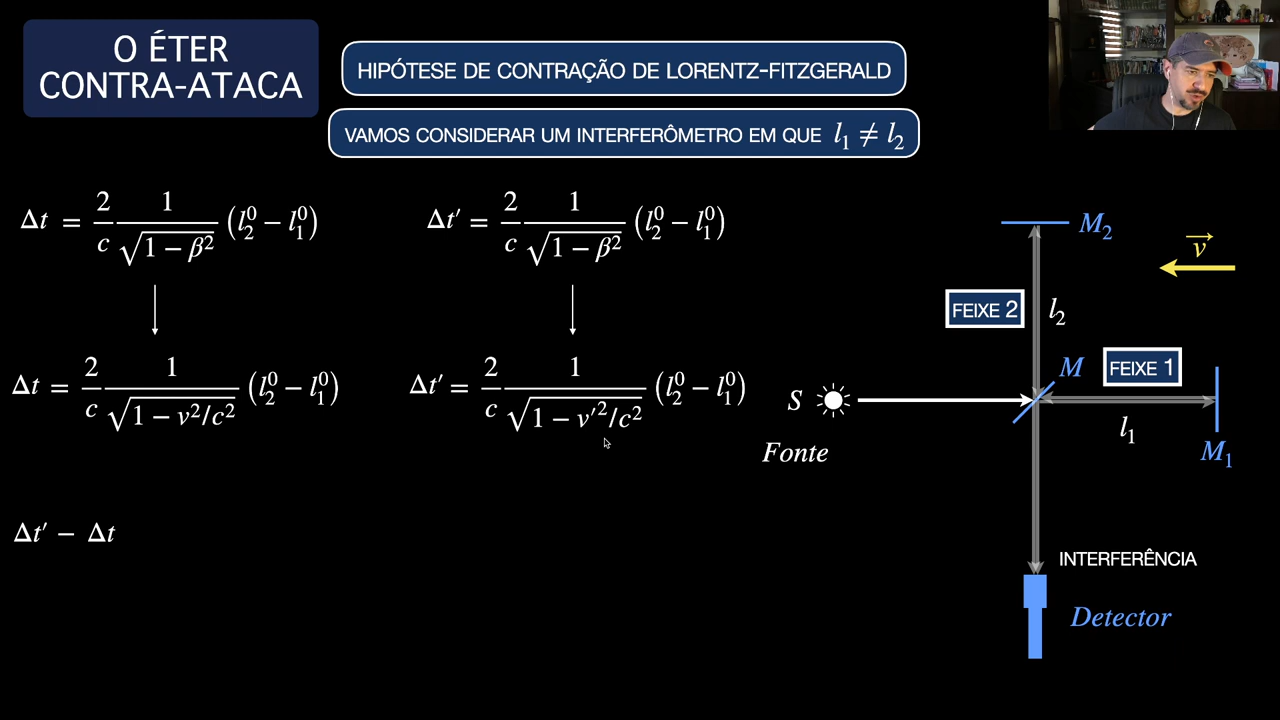 O ÉTER
CONTRA-ATACA
HIPÓTESE DE CONTRAÇÃO DE LORENTZ-FITZGERALD
VAMOS CONSIDERAR UM INTERFERÔMETRO EM QUE l₁ ≠ l₂
Δt = 2/c 1/√(1 − β²) (l₂⁰ − l₁⁰)
Δt′ = 2/c 1/√(1 − β²) (l₂⁰ − l₁⁰)
Δt = 2/c 1/√(1 − v²/c²) (l₂⁰ − l₁⁰)
Δt′ = 2/c 1/√(1 − v′²/c²) (l₂⁰ − l₁⁰)
Δt′ − Δt
M₂
v⃗
FEIXE 2
l₂
M
FEIXE 1
S
l₁
Fonte
M₁
INTERFERÊNCIA
Detector